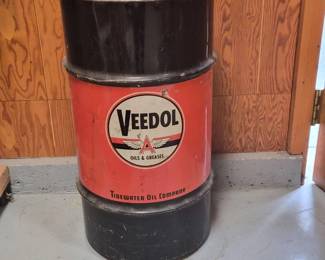 VEEDOL
A
OILS & GREASES
TIDEWATER OIL COMPANY